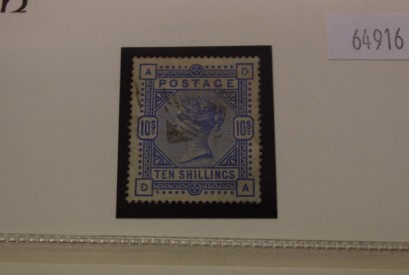 64916
A D
POSTAGE
10S 10S
TEN SHILLINGS
D A